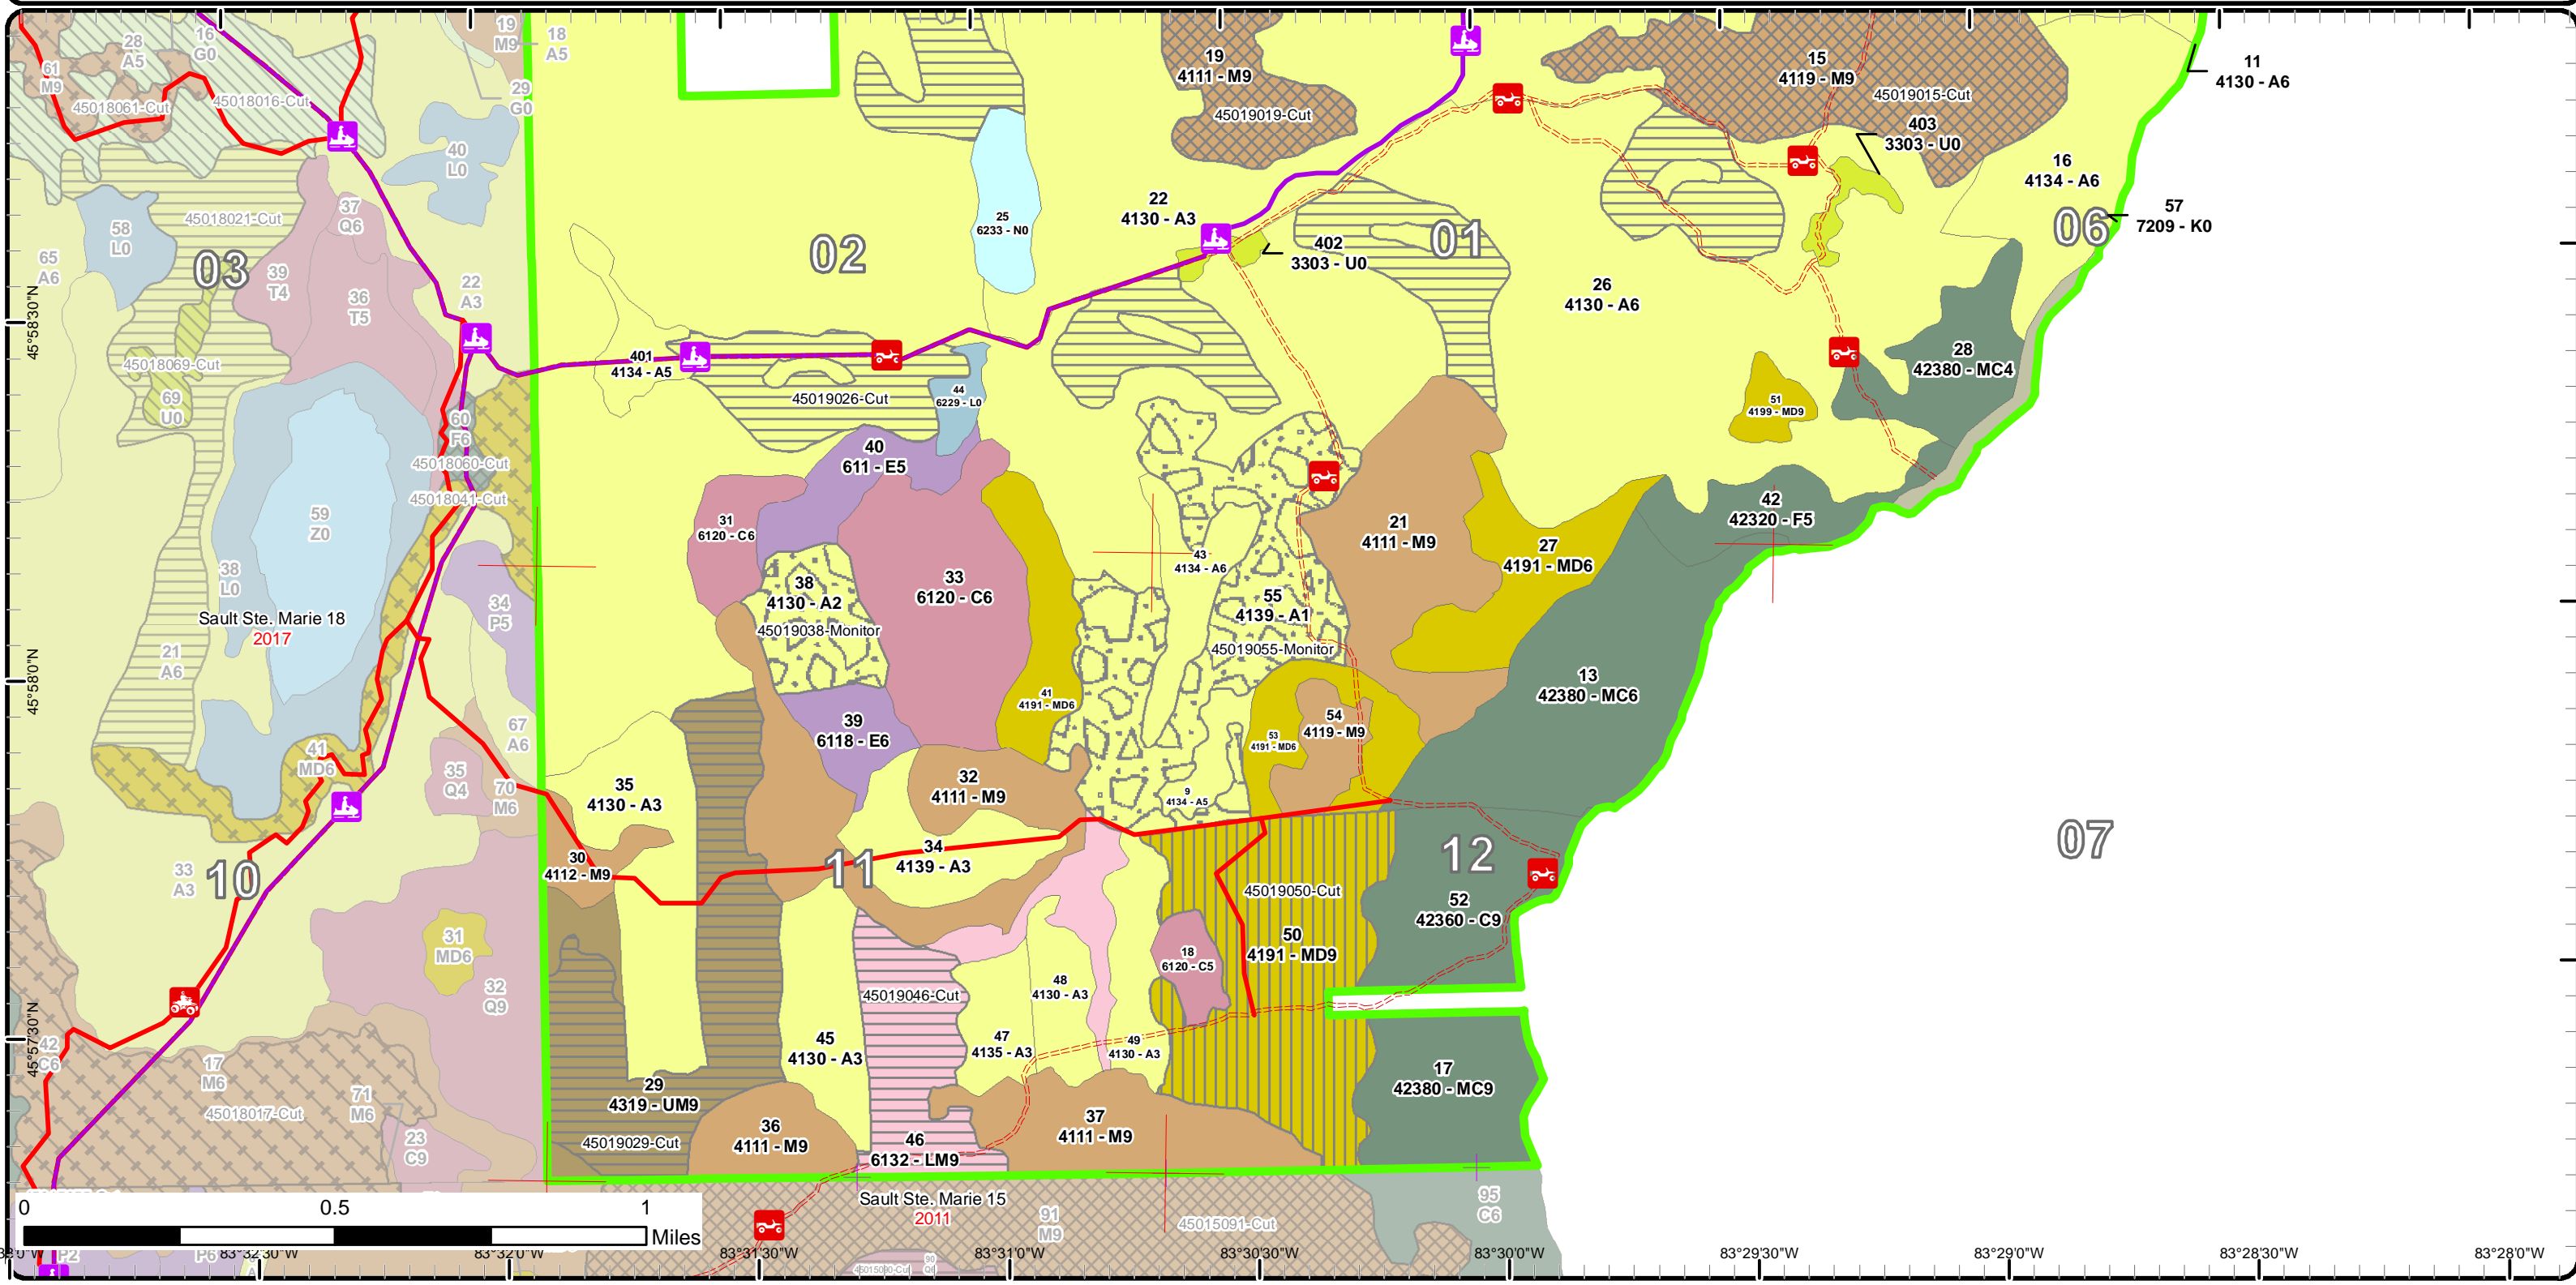 19
M9
18
A5
16
G0
28
A5
61
M9
45018061-Cut
45018016-Cut
29
G0
19
4111 - M9
45019019-Cut
15
4119 - M9
45019015-Cut
11
4130 - A6
403
3303 - U0
16
4134 - A6
57
7209 - K0
06
40
L0
37
Q6
45018021-Cut
58
L0
65
A6
03
39
T4
36
T5
22
A3
02
25
6233 - N0
22
4130 - A3
402
3303 - U0
01
26
4130 - A6
45°58'30"N
45018069-Cut
69
U0
401
4134 - A5
45019026-Cut
44
6229 - L0
28
42380 - MC4
51
4199 - MD9
60
F6
45018060-Cut
45018041-Cut
40
611 - E5
59
Z0
31
6120 - C6
42
42320 - F5
21
4111 - M9
27
4191 - MD6
43
4134 - A6
38
L0
34
P5
38
4130 - A2
33
6120 - C6
55
4139 - A1
Sault Ste. Marie 18
2017
45019038-Monitor
45019055-Monitor
45°58'0"N
21
A6
13
42380 - MC6
41
4191 - MD6
67
A6
39
6118 - E6
53
4191 - MD6
54
4119 - M9
41
MD6
35
Q4
70
M6
35
4130 - A3
32
4111 - M9
9
4134 - A5
07
33
A3
10
30
4112 - M9
11
34
4139 - A3
12
45019050-Cut
52
42360 - C9
31
MD6
32
Q9
50
4191 - MD9
18
6120 - C5
45019046-Cut
48
4130 - A3
45°57'30"N
42
C6
45
4130 - A3
47
4135 - A3
49
4130 - A3
17
M6
71
M6
45018017-Cut
23
C9
29
4319 - UM9
45019029-Cut
17
42380 - MC9
36
4111 - M9
37
4111 - M9
46
6132 - LM9
Sault Ste. Marie 15
2011
91
M9
45015091-Cut
95
C6
0 0.5 1
Miles
90
45015090-Cut
P2
P6
83°32'30"W 83°32'0"W 83°31'30"W 83°31'0"W 83°30'30"W 83°30'0"W 83°29'30"W 83°29'0"W 83°28'30"W 83°28'0"W